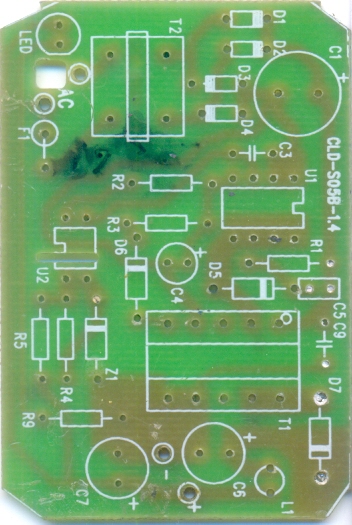 LED
T2
D1
D2
C1
+
AC
D3
D4
F1
C3
CLD-S05B-1.4
R2
U1
R3
D6
+
C4
D5
R1
U2
C5
C9
R5
R4
Z1
D7
T1
R9
C7
+
-
+
+
C6
L1